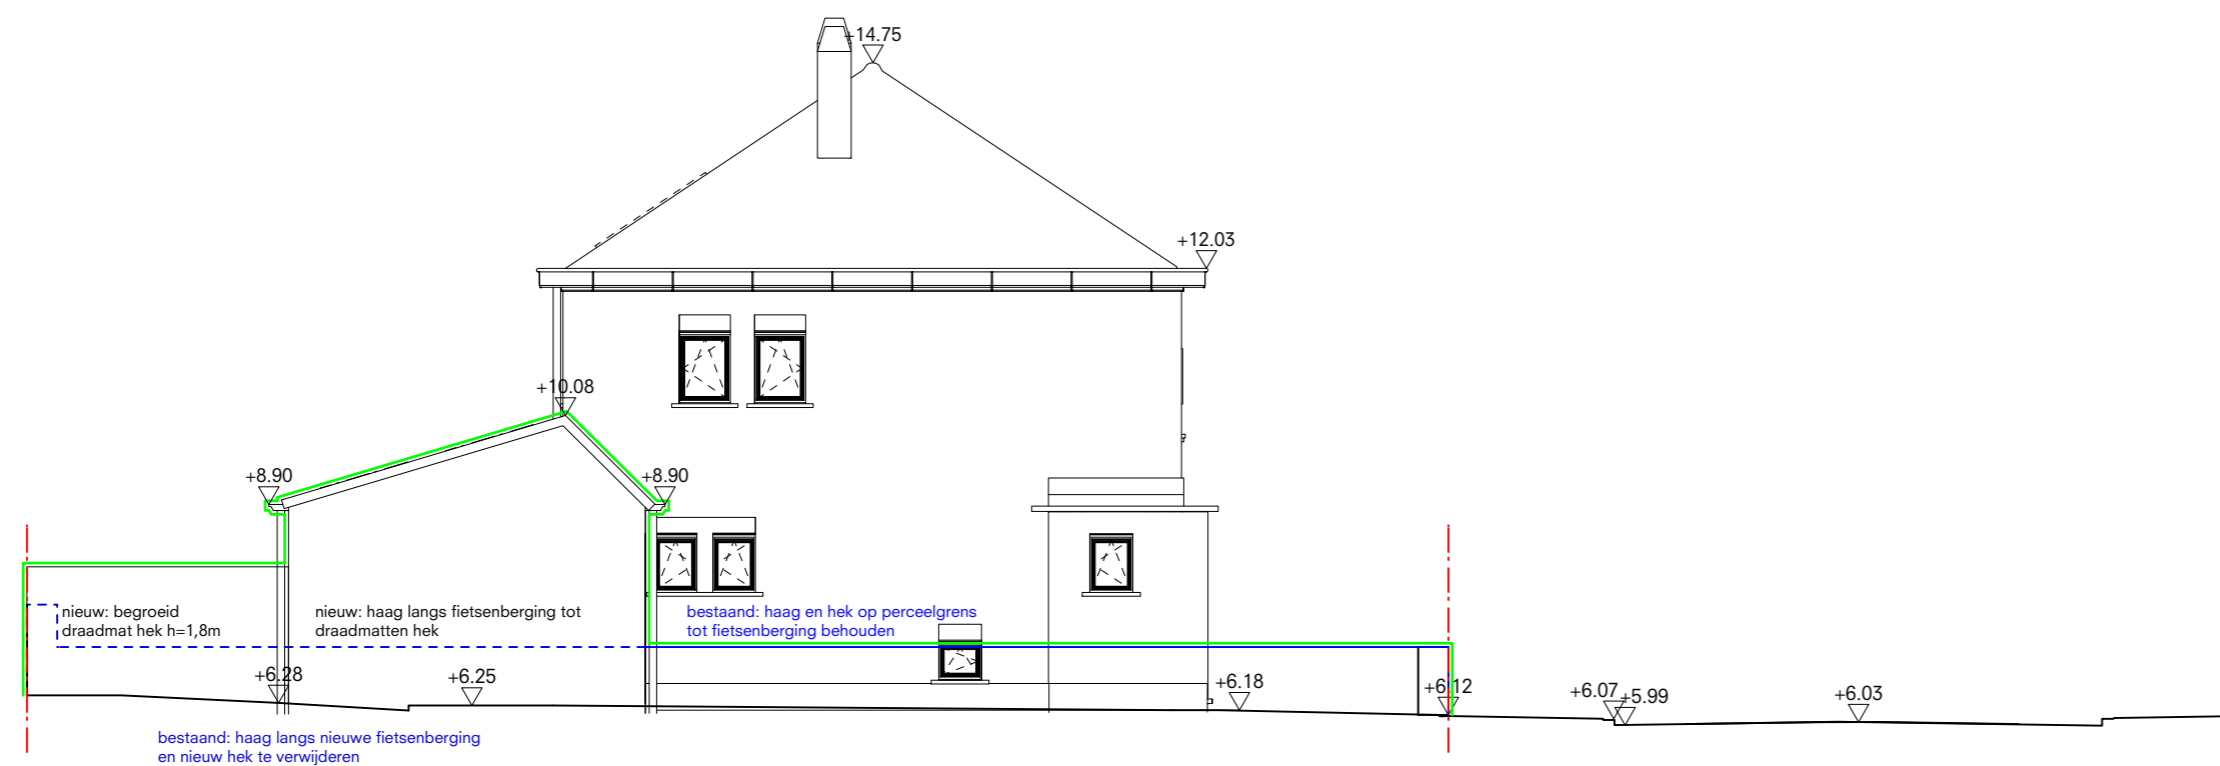 +14.75
+12.03
+10.08
+8.90
+8.90
nieuw: begroeid
draadmat hek h=1,8m
nieuw: haag langs fietsenberging tot
draadmatten hek
bestaand: haag en hek op perceelgrens
tot fietsenberging behouden
+6.28
+6.25
+6.18
+6.12
+6.07
+5.99
+6.03
bestaand: haag langs nieuwe fietsenberging
en nieuw hek te verwijderen